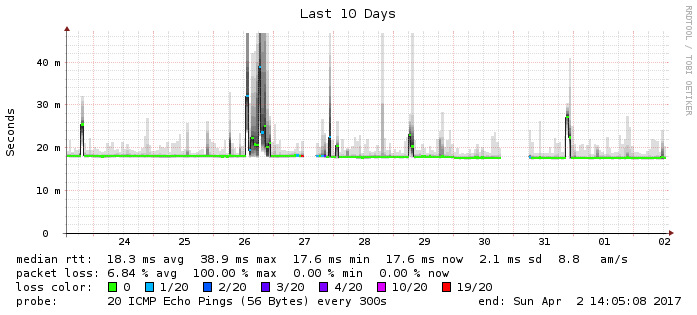 Last 10 Days
RRDTOOL / TOBI OETIKER
Seconds
40 m
30 m
20 m
10 m
0
24 25 26 27 28 29 30 31 01 02
median rtt: 18.3 ms avg 38.9 ms max 17.6 ms min 17.6 ms now 2.1 ms sd 8.8 am/s
packet loss: 6.84 % avg 100.00 % max 0.00 % min 0.00 % now
loss color: 0 1/20 2/20 3/20 4/20 10/20 19/20
probe: 20 ICMP Echo Pings (56 Bytes) every 300s end: Sun Apr 2 14:05:08 2017